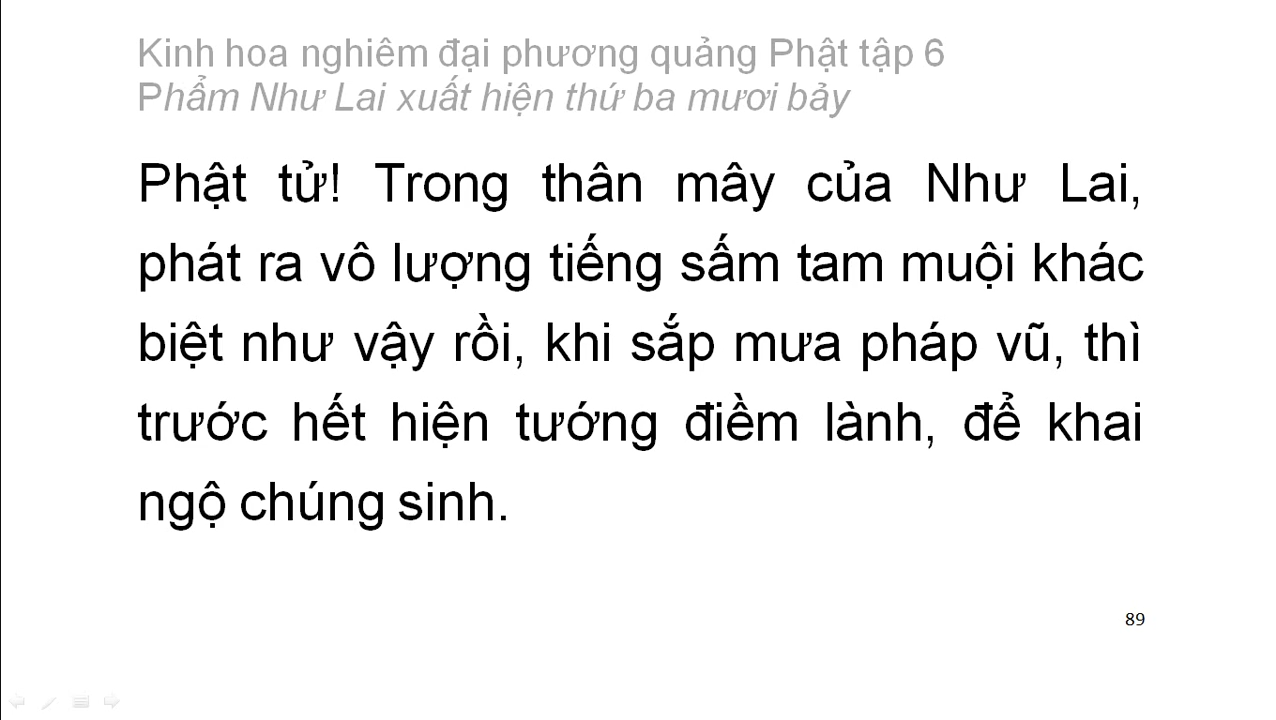 Kinh hoa nghiêm đại phương quảng Phật tập 6
Phẩm Như Lai xuất hiện thứ ba mươi bảy
Phật tử! Trong thân mây của Như Lai,
phát ra vô lượng tiếng sấm tam muội khác
biệt như vậy rồi, khi sắp mưa pháp vũ, thì
trước hết hiện tướng điềm lành, để khai
ngộ chúng sinh.
89